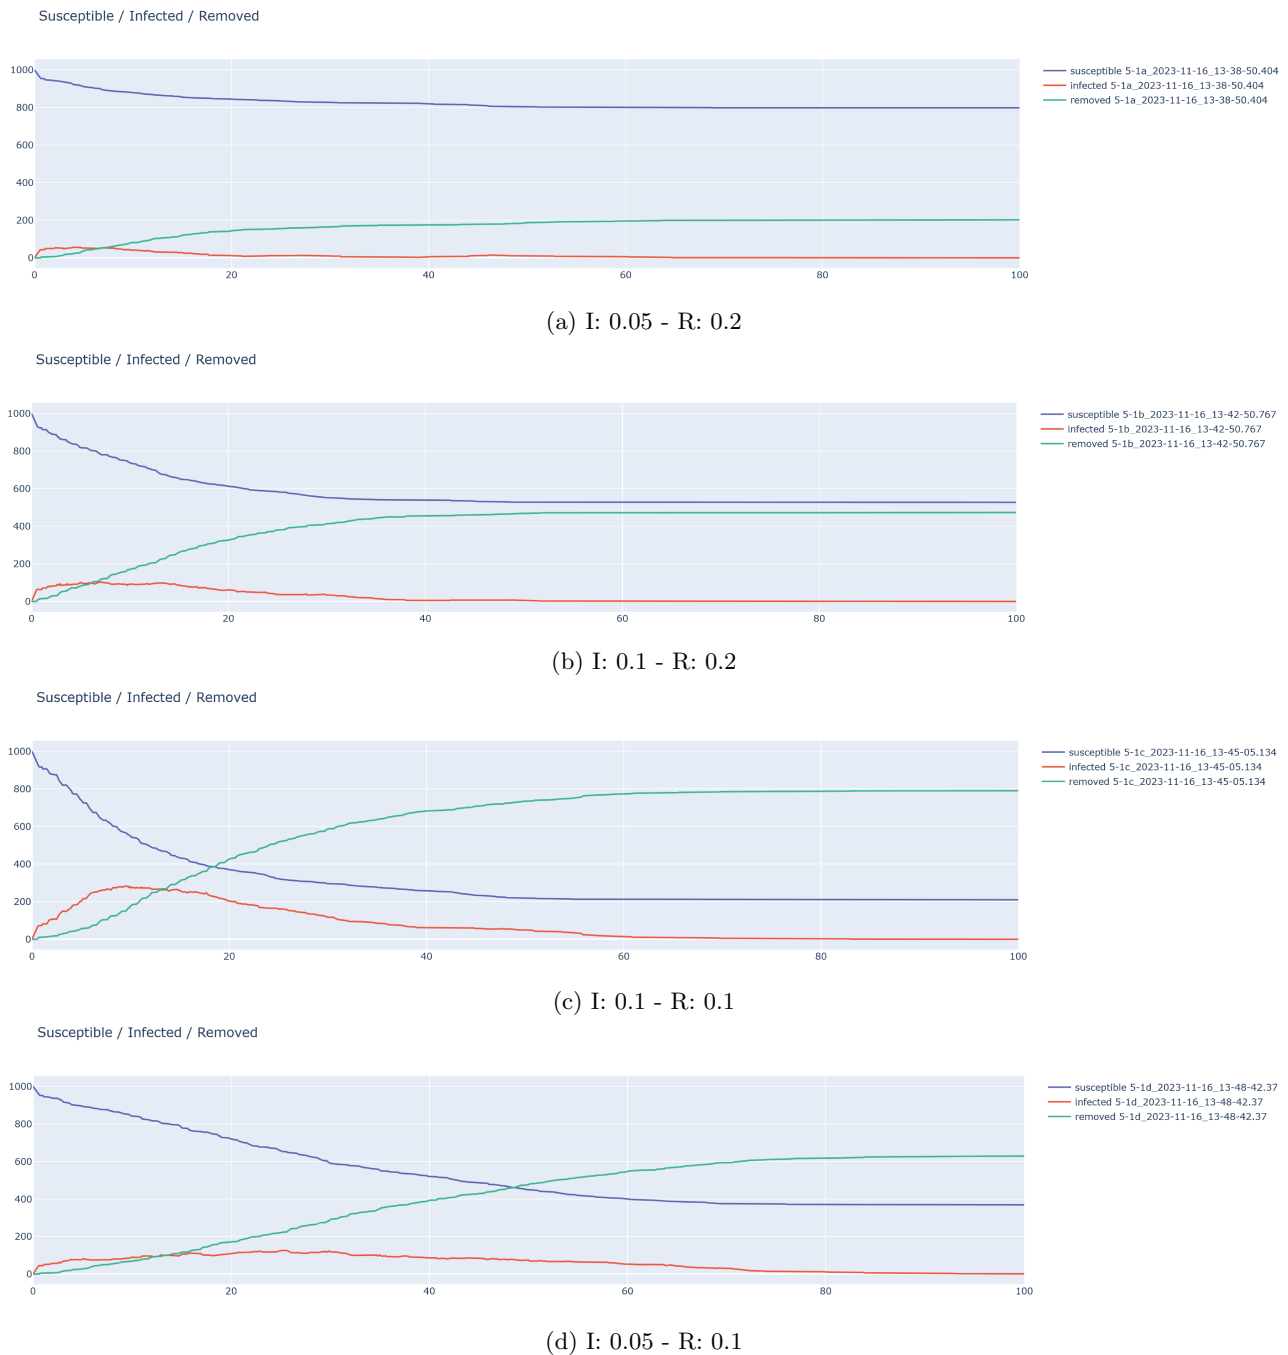 Susceptible / Infected / Removed
1000
800
600
400
200
0
0 20 40 60 80 100
susceptible 5-1a_2023-11-16_13-38-50.404
infected 5-1a_2023-11-16_13-38-50.404
removed 5-1a_2023-11-16_13-38-50.404
(a) I: 0.05 - R: 0.2
Susceptible / Infected / Removed
1000
800
600
400
200
0
0 20 40 60 80 100
susceptible 5-1b_2023-11-16_13-42-50.767
infected 5-1b_2023-11-16_13-42-50.767
removed 5-1b_2023-11-16_13-42-50.767
(b) I: 0.1 - R: 0.2
Susceptible / Infected / Removed
1000
800
600
400
200
0
0 20 40 60 80 100
susceptible 5-1c_2023-11-16_13-45-05.134
infected 5-1c_2023-11-16_13-45-05.134
removed 5-1c_2023-11-16_13-45-05.134
(c) I: 0.1 - R: 0.1
Susceptible / Infected / Removed
1000
800
600
400
200
0
0 20 40 60 80 100
susceptible 5-1d_2023-11-16_13-48-42.37
infected 5-1d_2023-11-16_13-48-42.37
removed 5-1d_2023-11-16_13-48-42.37
(d) I: 0.05 - R: 0.1